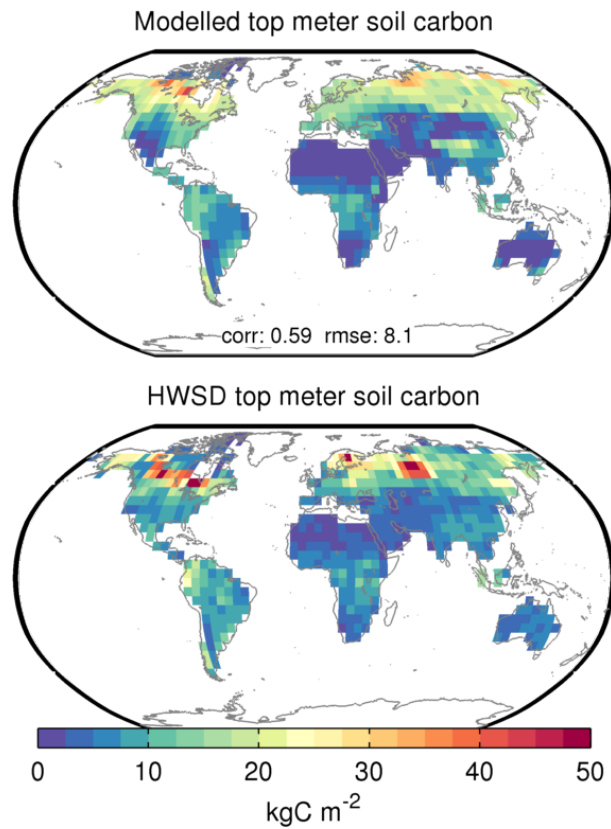 Modelled top meter soil carbon
corr: 0.59 rmse: 8.1
HWSD top meter soil carbon
0 10 20 30 40 50
kgC m⁻²